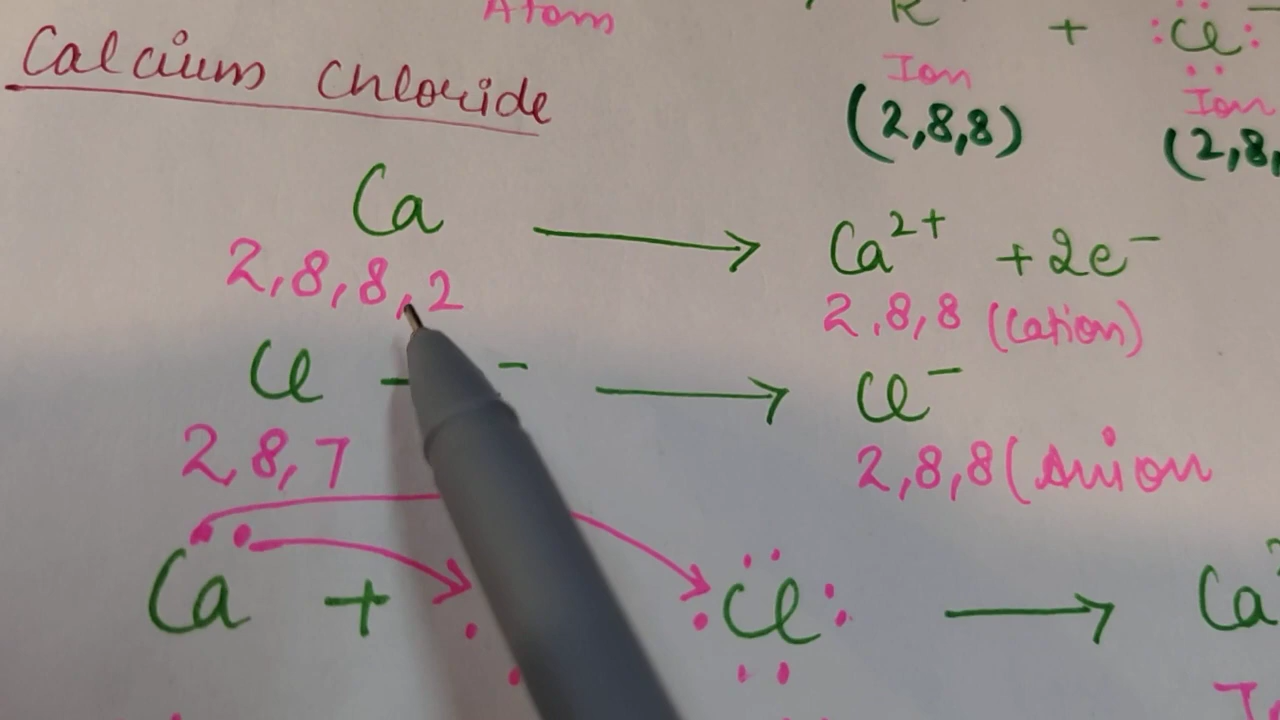 Atom
K + :Cl: –
Ion Ion
(2,8,8) (2,8,
Calcium Chloride
Ca → Ca²⁺ + 2e⁻
2,8,8,2 2,8,8 (Cation)
Cl – → Cl⁻
2,8,7 2,8,8 (Anion
Ca + Cl → Ca